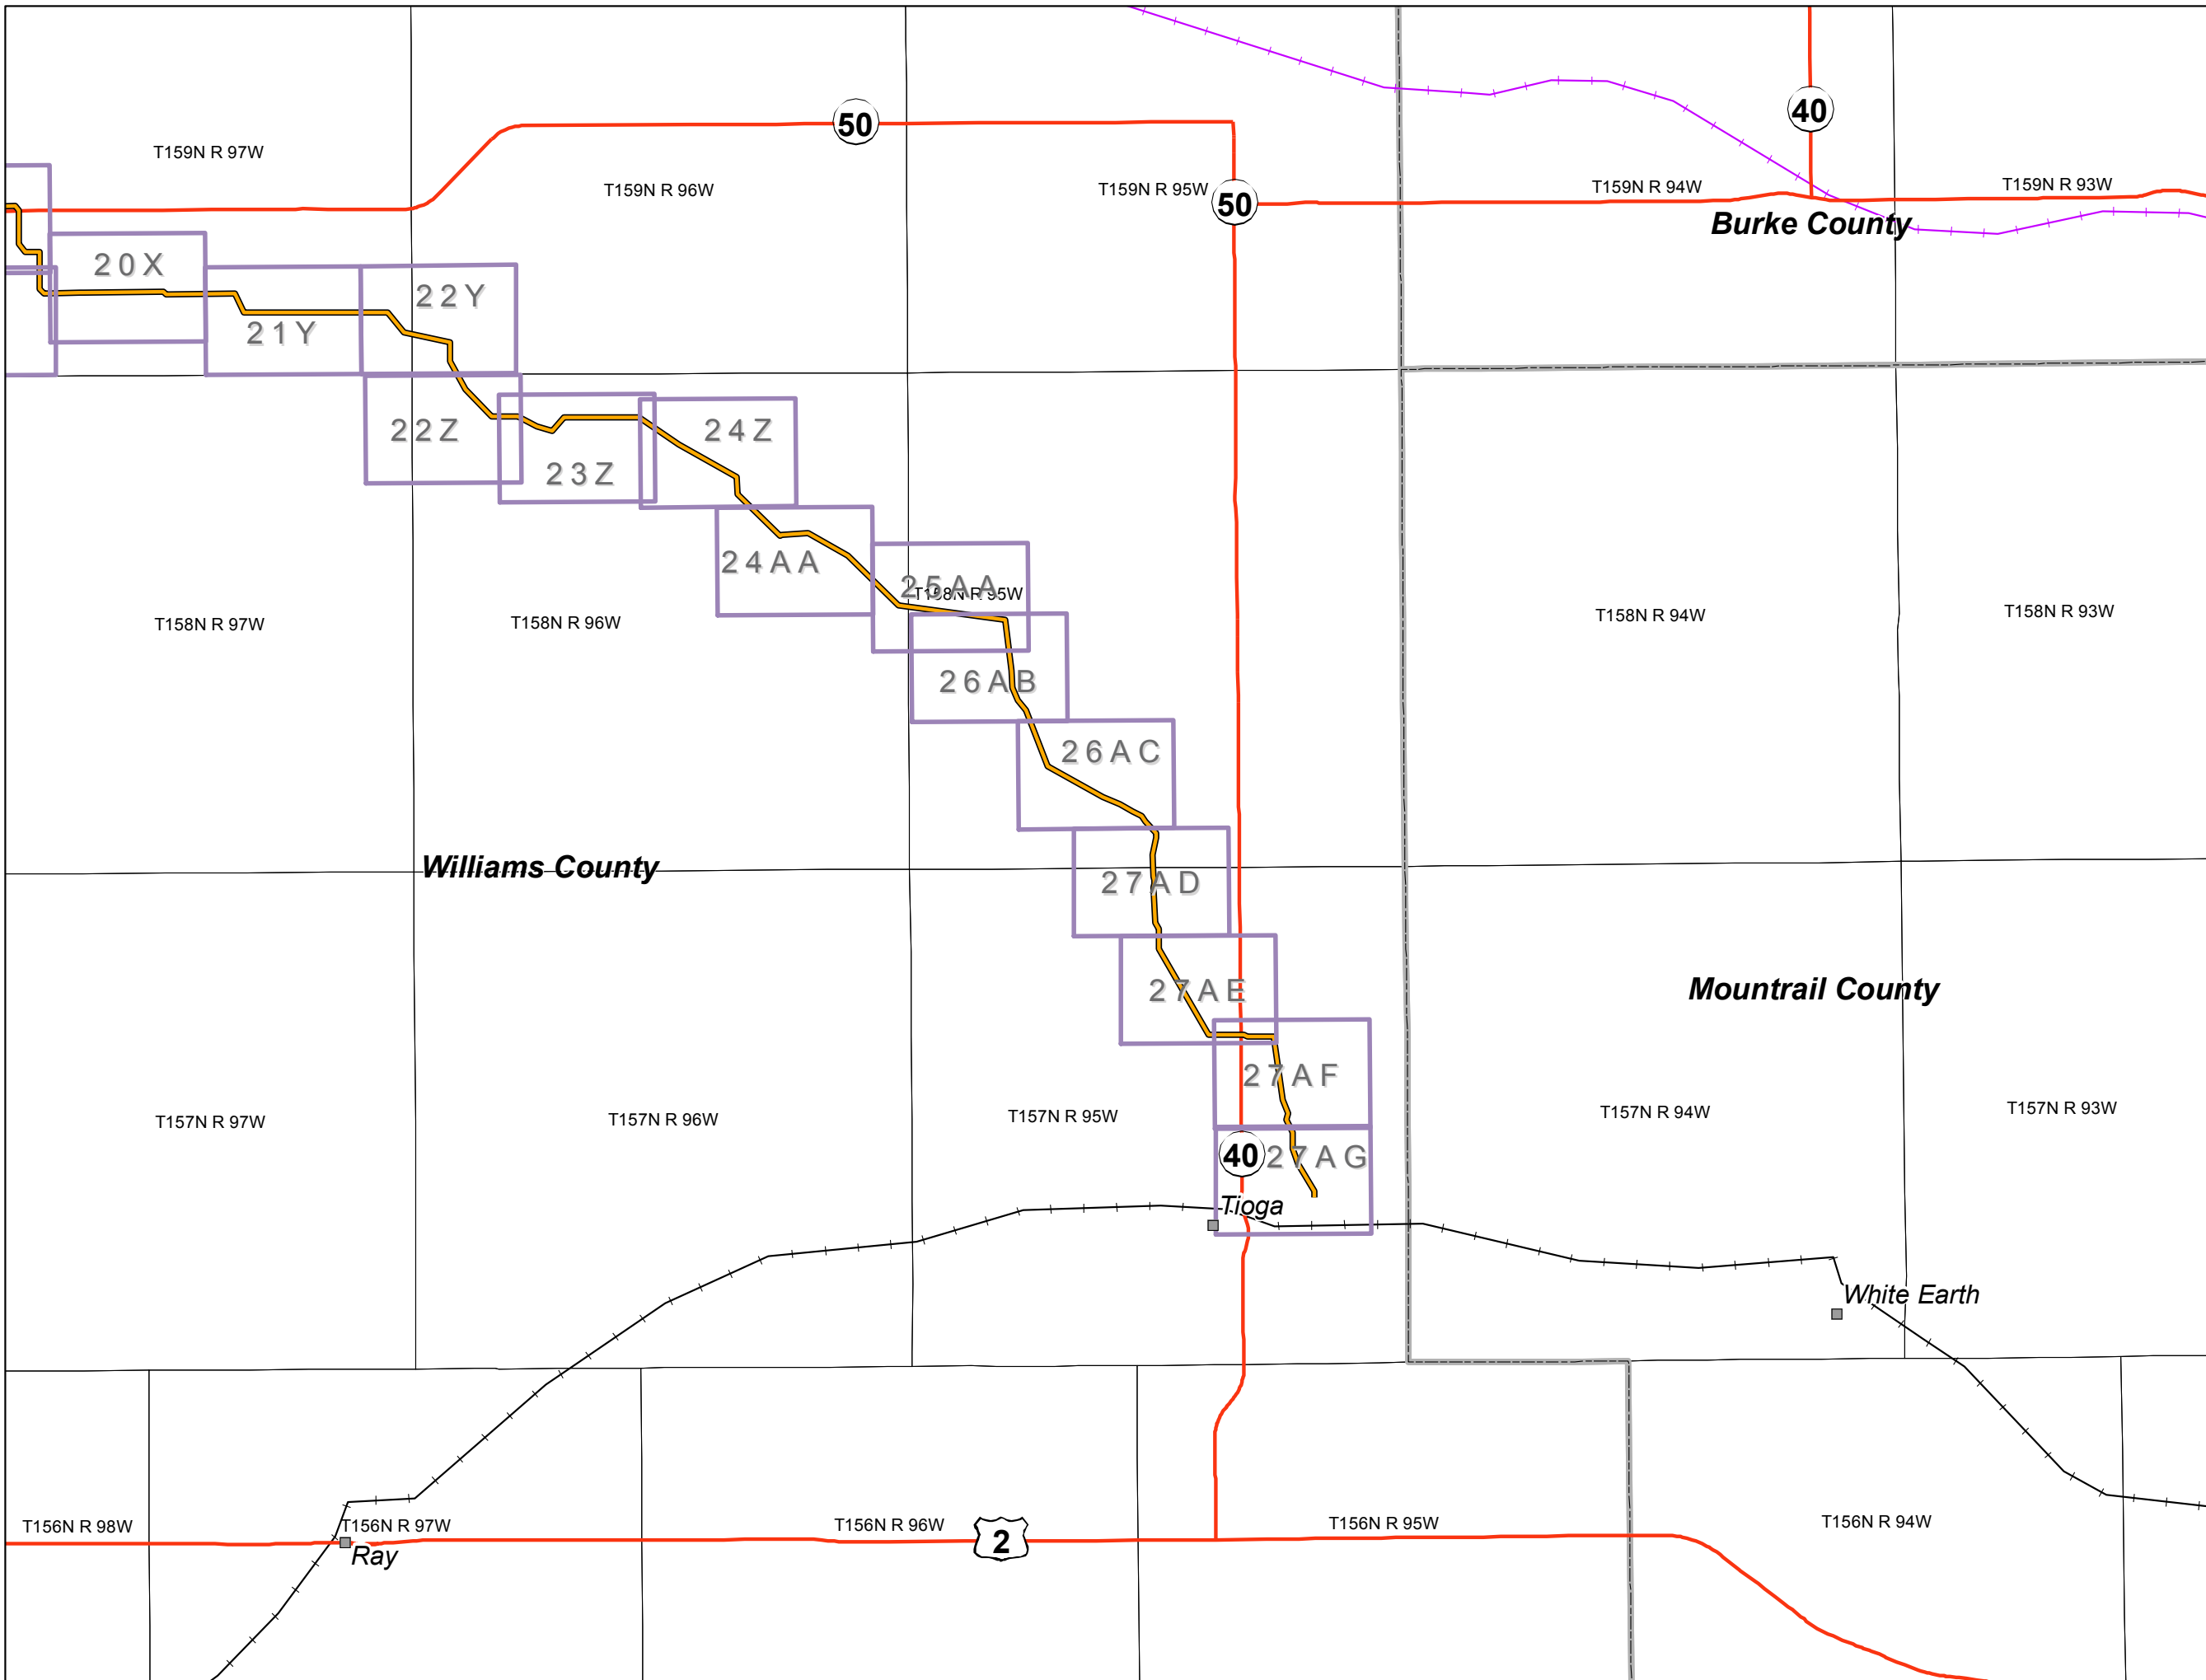 40
50
T159N R 97W
T159N R 96W
T159N R 95W
T159N R 94W
T159N R 93W
50
Burke County
20X
22Y
21Y
22Z
24Z
23Z
24AA
25AA
T158N R 95W
T158N R 97W
T158N R 96W
T158N R 94W
T158N R 93W
26AB
26AC
Williams County
27AD
27AE
Mountrail County
27AF
T157N R 97W
T157N R 96W
T157N R 95W
T157N R 94W
T157N R 93W
40
27AG
Tioga
White Earth
T156N R 98W
T156N R 97W
T156N R 96W
T156N R 95W
T156N R 94W
2
Ray